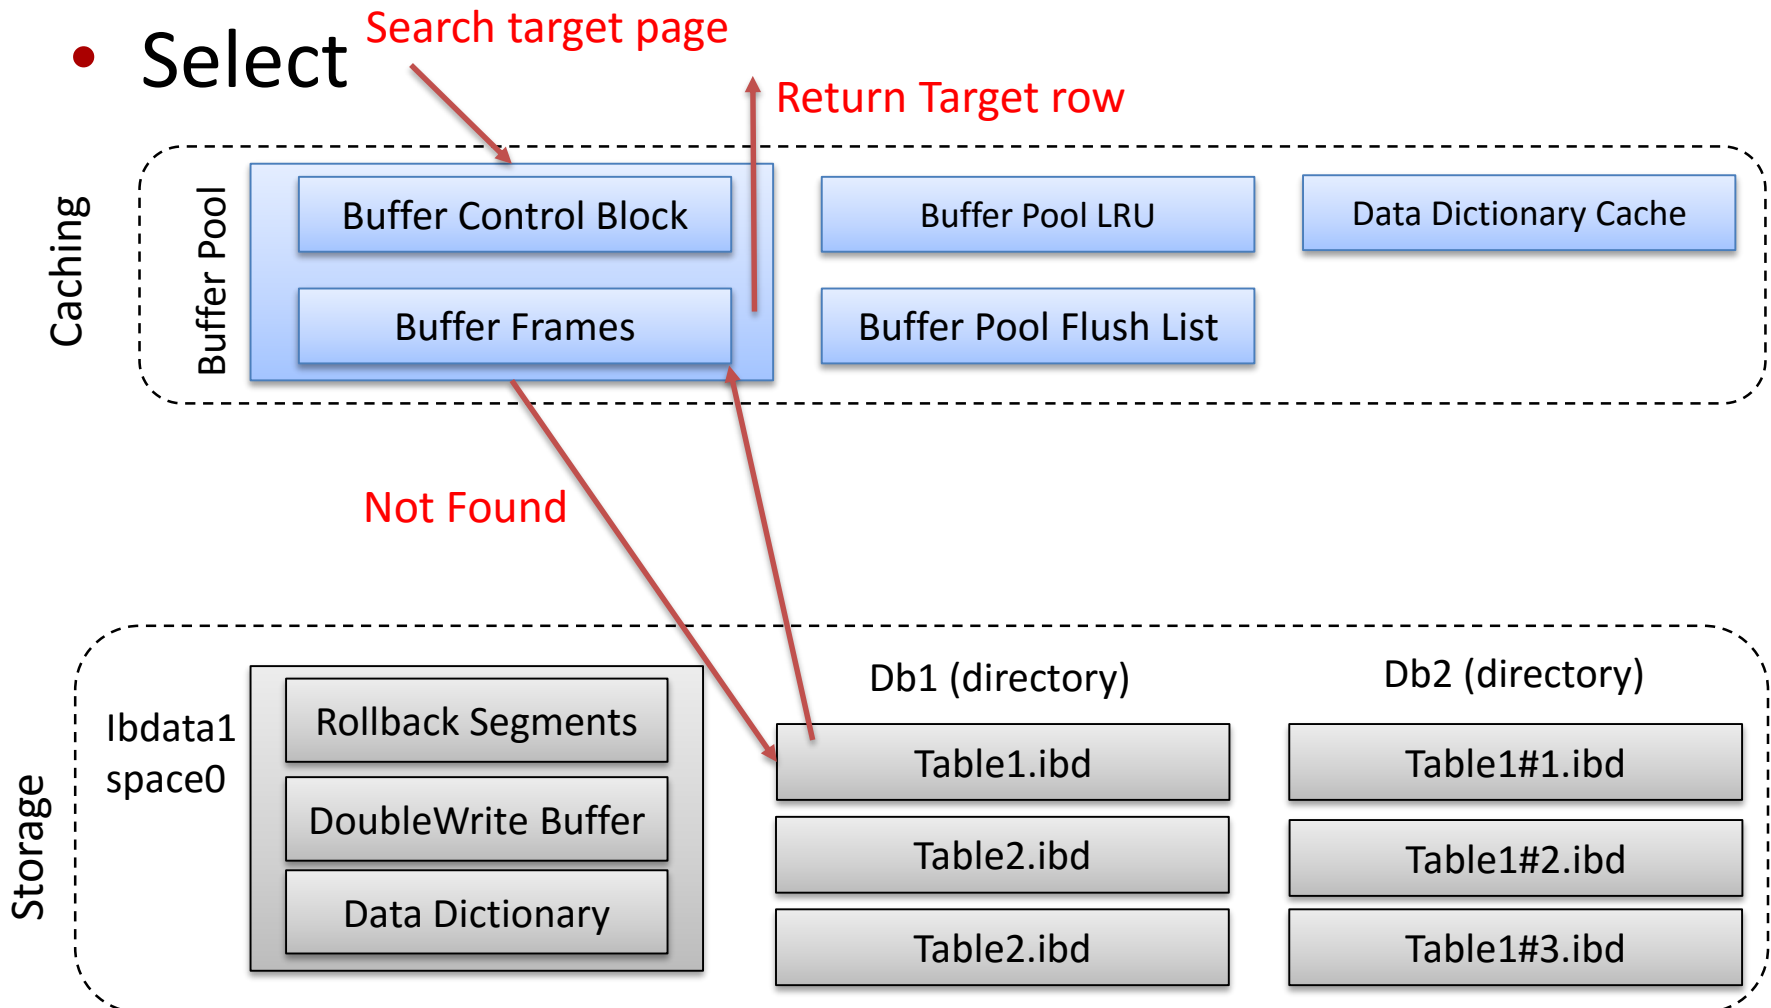 • Select
Search target page
Return Target row
Caching
Buffer Pool
Buffer Control Block
Buffer Frames
Buffer Pool LRU
Buffer Pool Flush List
Data Dictionary Cache
Not Found
Storage
Ibdata1
space0
Rollback Segments
DoubleWrite Buffer
Data Dictionary
Db1 (directory)
Table1.ibd
Table2.ibd
Table2.ibd
Db2 (directory)
Table1#1.ibd
Table1#2.ibd
Table1#3.ibd